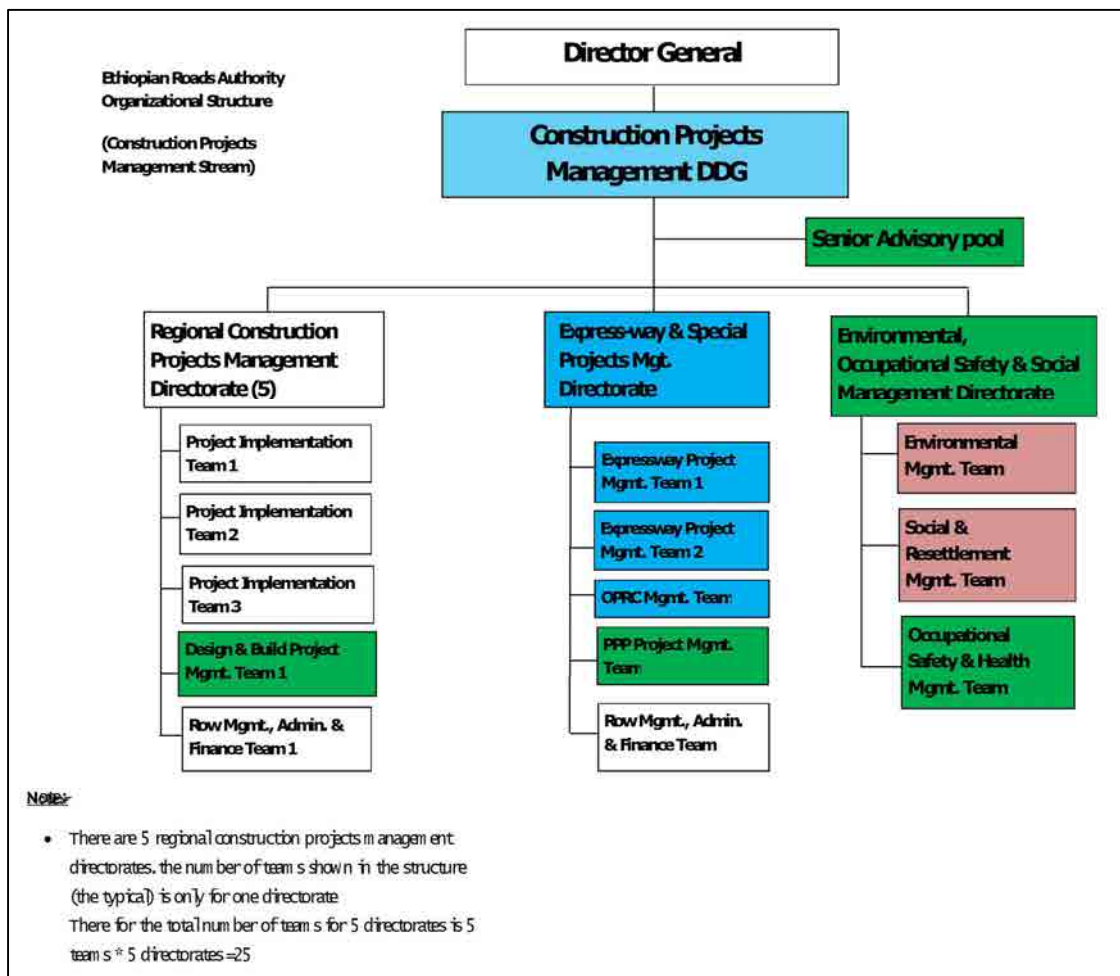 Director General
Ethiopian Roads Authority
Organizational Structure
(Construction Projects
Management Stream)
Construction Projects
Management DDG
Senior Advisory pool
Regional Construction
Projects Management
Directorate (5)
Project Implementation
Team 1
Project Implementation
Team 2
Project Implementation
Team 3
Design & Build Project
Mgmt. Team 1
Row Mgmt., Admin. &
Finance Team 1
Express-way & Special
Projects Mgt.
Directorate
Expressway Project
Mgmt. Team 1
Expressway Project
Mgmt. Team 2
OPRC Mgmt. Team
PPP Project Mgmt.
Team
Row Mgmt., Admin.
& Finance Team
Environmental,
Occupational Safety & Social
Management Directorate
Environmental
Mgmt. Team
Social &
Resettlement
Mgmt. Team
Occupational
Safety & Health
Mgmt. Team
Note:-
• There are 5 regional construction projects management
directorates. the number of teams shown in the structure
(the typical) is only for one directorate
There for the total number of teams for 5 directorates is 5
teams * 5 directorates =25